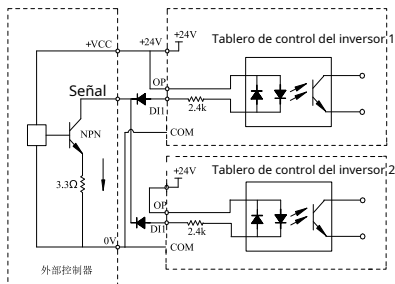 +24V
Tablero de control del inversor 1
+VCC
+24V
OP
Señal
NPN
DI1
2.4k
COM
3.3Ω
Tablero de control del inversor 2
+24V
OP
DI1
2.4k
0V
COM
外部控制器